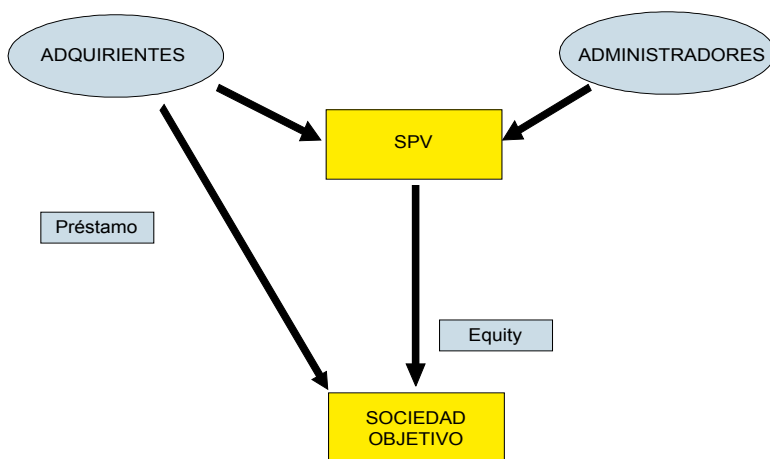 ADQUIRIENTES
ADMINISTRADORES
SPV
Préstamo
Equity
SOCIEDAD
OBJETIVO